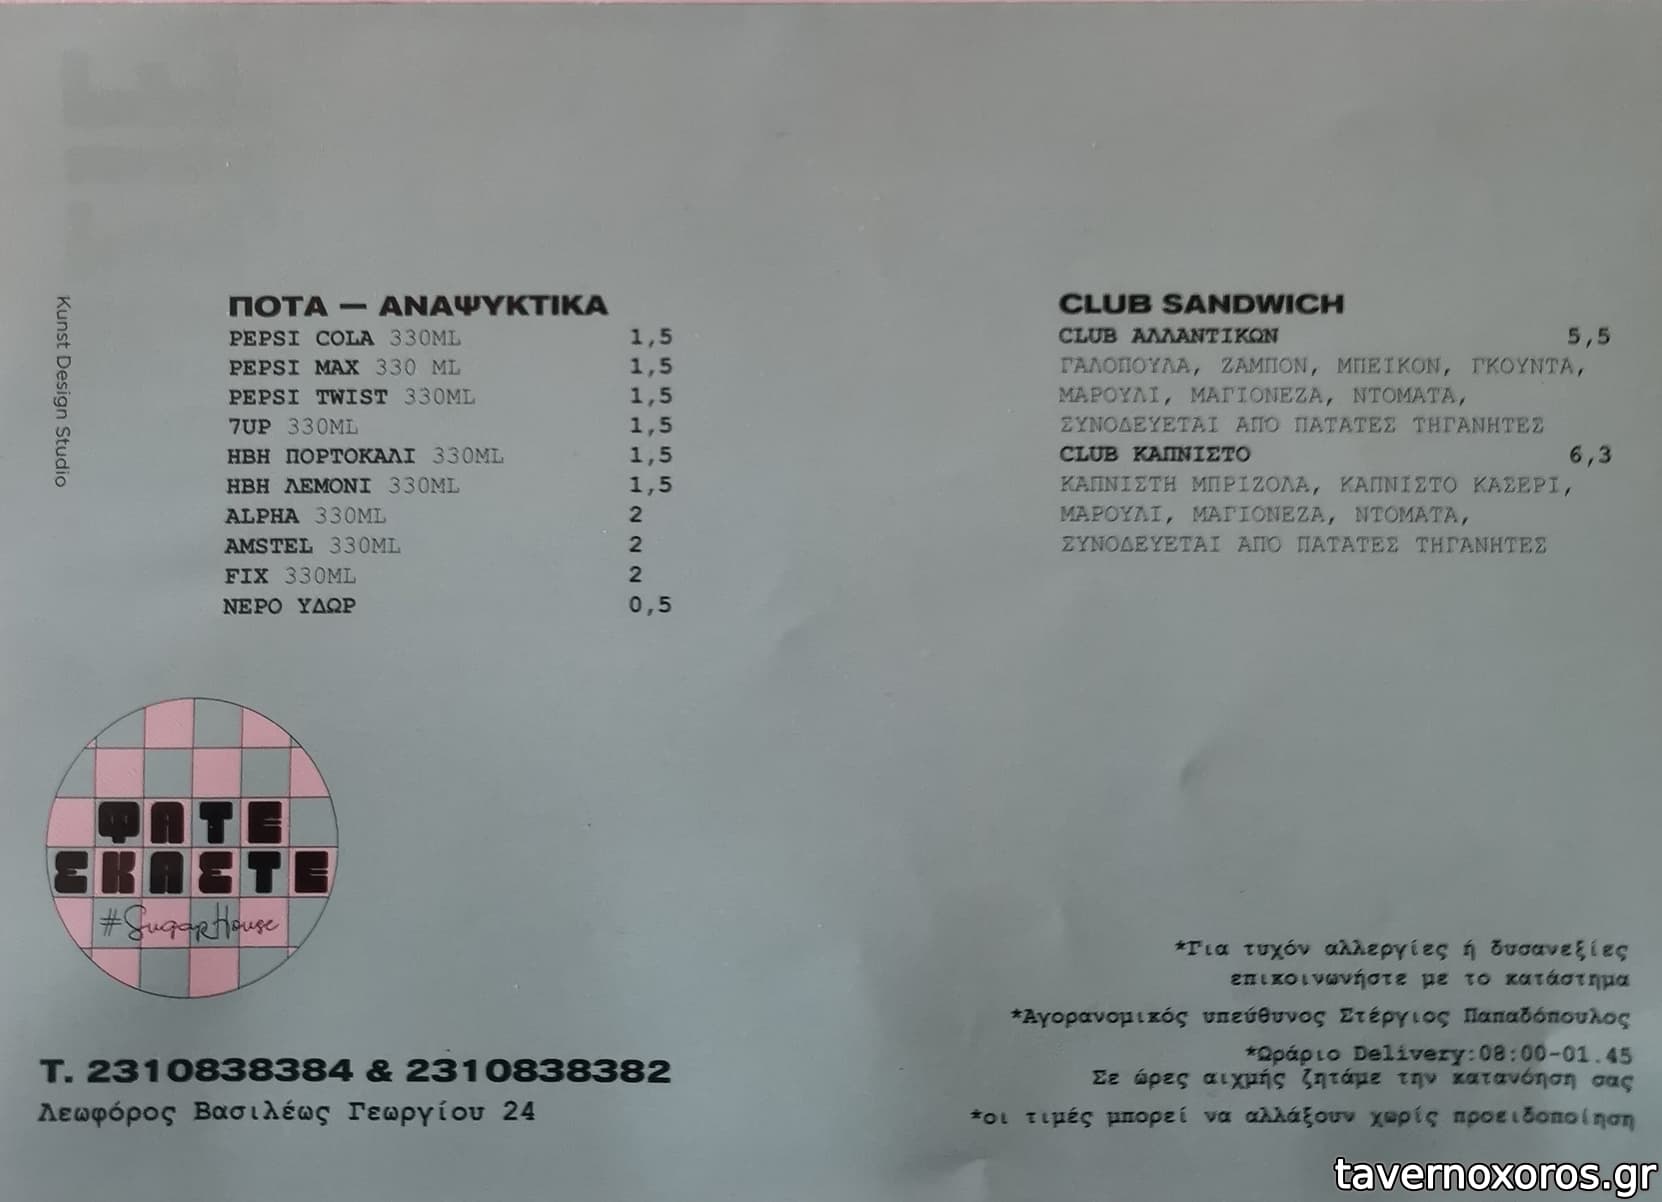 Kunst Design Studio
ΠΟΤΑ — ΑΝΑΨΥΚΤΙΚΑ
PEPSI COLA 330ML 1,5
PEPSI MAX 330 ML 1,5
PEPSI TWIST 330ML 1,5
7UP 330ML 1,5
ΗΒΗ ΠΟΡΤΟΚΑΛΙ 330ML 1,5
ΗΒΗ ΛΕΜΟΝΙ 330ML 1,5
ALPHA 330ML 2
AMSTEL 330ML 2
FIX 330ML 2
ΝΕΡΟ ΥΔΩΡ 0,5
CLUB SANDWICH
CLUB ΑΛΛΑΝΤΙΚΩΝ 5,5
ΓΑΛΟΠΟΥΛΑ, ΖΑΜΠΟΝ, ΜΠΕΙΚΟΝ, ΓΚΟΥΝΤΑ,
ΜΑΡΟΥΛΙ, ΜΑΓΙΟΝΕΖΑ, ΝΤΟΜΑΤΑ,
ΣΥΝΟΔΕΥΕΤΑΙ ΑΠΟ ΠΑΤΑΤΕΣ ΤΗΓΑΝΗΤΕΣ
CLUB ΚΑΠΝΙΣΤΟ 6,3
ΚΑΠΝΙΣΤΗ ΜΠΡΙΖΟΛΑ, ΚΑΠΝΙΣΤΟ ΚΑΣΕΡΙ,
ΜΑΡΟΥΛΙ, ΜΑΓΙΟΝΕΖΑ, ΝΤΟΜΑΤΑ,
ΣΥΝΟΔΕΥΕΤΑΙ ΑΠΟ ΠΑΤΑΤΕΣ ΤΗΓΑΝΗΤΕΣ
ΦΑΤΕ
ΣΚΑΣΤΕ
#SugarHouse
T. 2310838384 & 2310838382
Λεωφόρος Βασιλέως Γεωργίου 24
*Για τυχόν αλλεργίες ή δυσανεξίες
επικοινωνήστε με το κατάστημα
*Αγορανομικός υπεύθυνος Στέργιος Παπαδόπουλος
*Ωράριο Delivery:08:00-01.45
Σε ώρες αιχμής ζητάμε την κατανόηση σας
*οι τιμές μπορεί να αλλάξουν χωρίς προειδοποίηση
tavernoxoros.gr